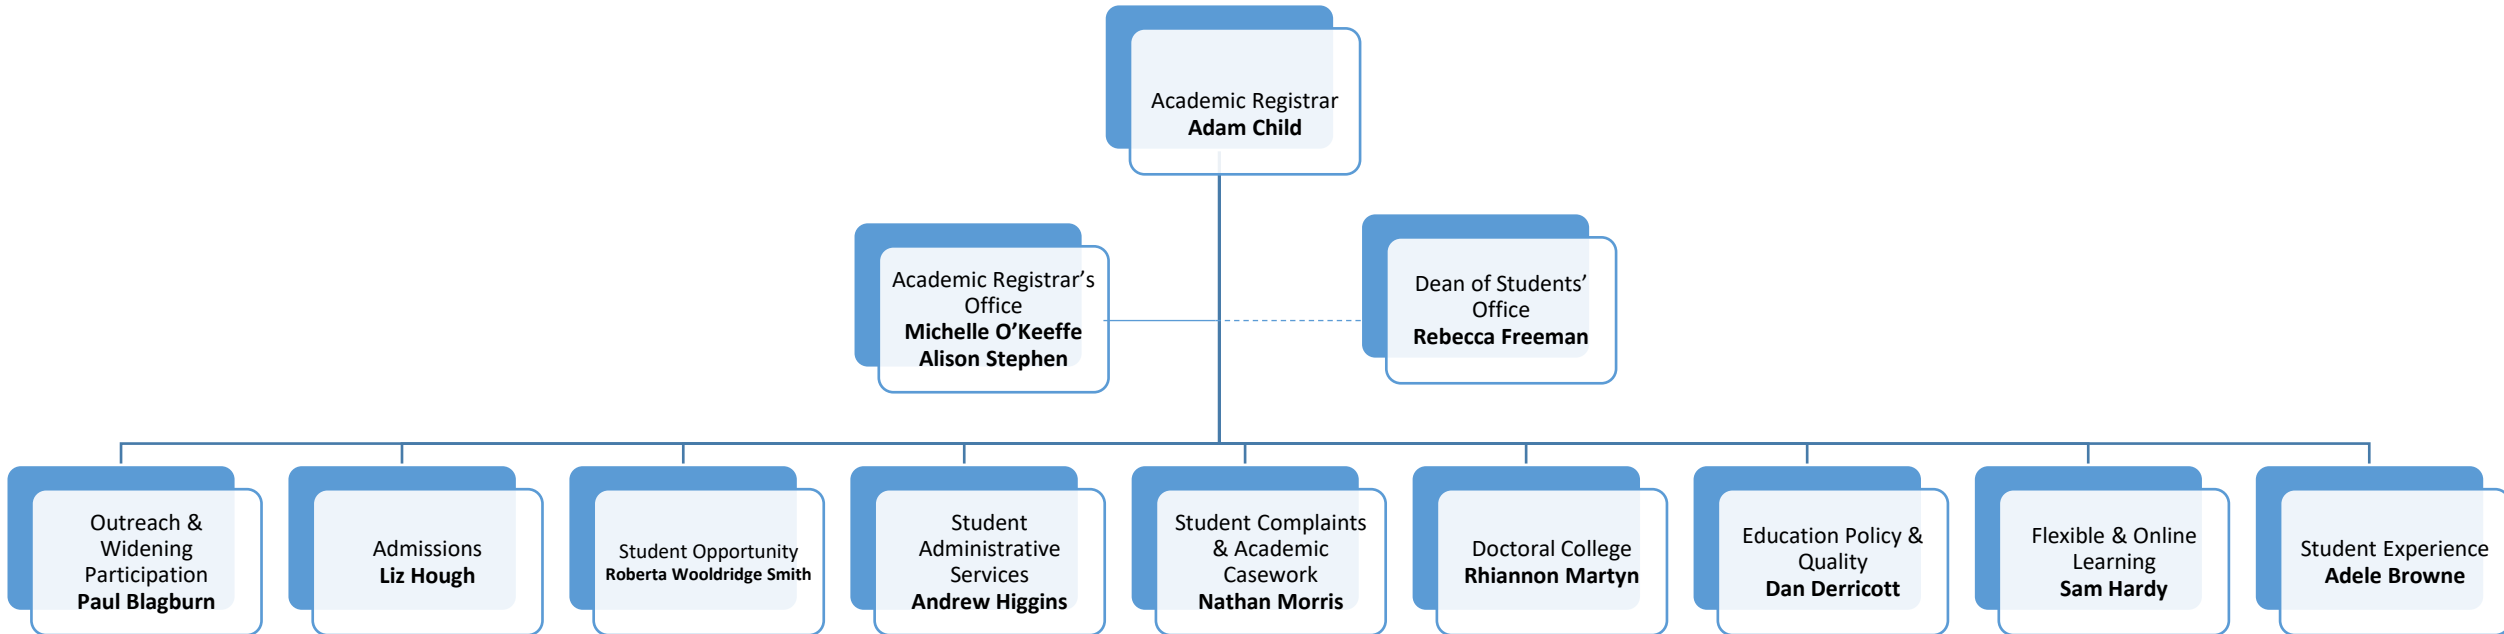 Academic Registrar
Adam Child
Academic Registrar’s
Office
Michelle O’Keeffe
Alison Stephen
Dean of Students’
Office
Rebecca Freeman
Outreach &
Widening
Participation
Paul Blagburn
Admissions
Liz Hough
Student Opportunity
Roberta Wooldridge Smith
Student
Administrative
Services
Andrew Higgins
Student Complaints
& Academic
Casework
Nathan Morris
Doctoral College
Rhiannon Martyn
Education Policy &
Quality
Dan Derricott
Flexible & Online
Learning
Sam Hardy
Student Experience
Adele Browne